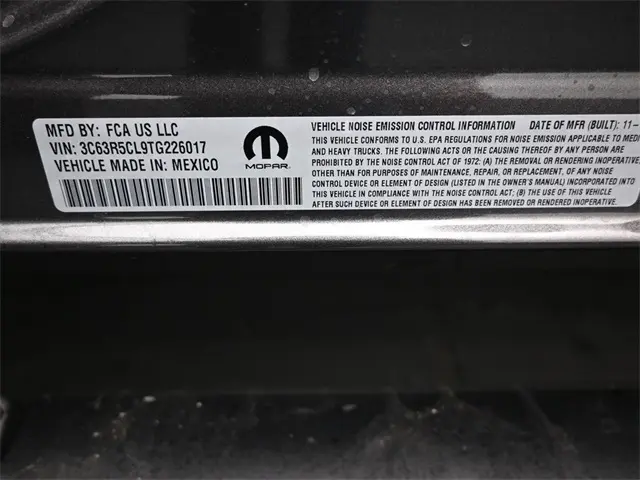 MFD BY: FCA US LLC
VIN: 3C63R5CL9TG226017
VEHICLE MADE IN: MEXICO
MOPAR
VEHICLE NOISE EMISSION CONTROL INFORMATION DATE OF MFR (BUILT): 11-
THIS VEHICLE CONFORMS TO U.S. EPA REGULATIONS FOR NOISE EMISSION APPLICABLE TO MEDI
AND HEAVY TRUCKS. THE FOLLOWING ACTS OR THE CAUSING THEREOF BY ANY PERSON
PROHIBITED BY THE NOISE CONTROL ACT OF 1972: (A) THE REMOVAL OR RENDERING INOPERATI
OTHER THAN FOR PURPOSES OF MAINTENANCE, REPAIR, OR REPLACEMENT, OF ANY NOISE
CONTROL DEVICE OR ELEMENT OF DESIGN (LISTED IN THE OWNER'S MANUAL) INCORPORATED INTO
THIS VEHICLE IN COMPLIANCE WITH THE NOISE CONTROL ACT; (B) THE USE OF THIS VEHICLE
AFTER SUCH DEVICE OR ELEMENT OF DESIGN HAS BEEN REMOVED OR RENDERED INOPERATIVE.